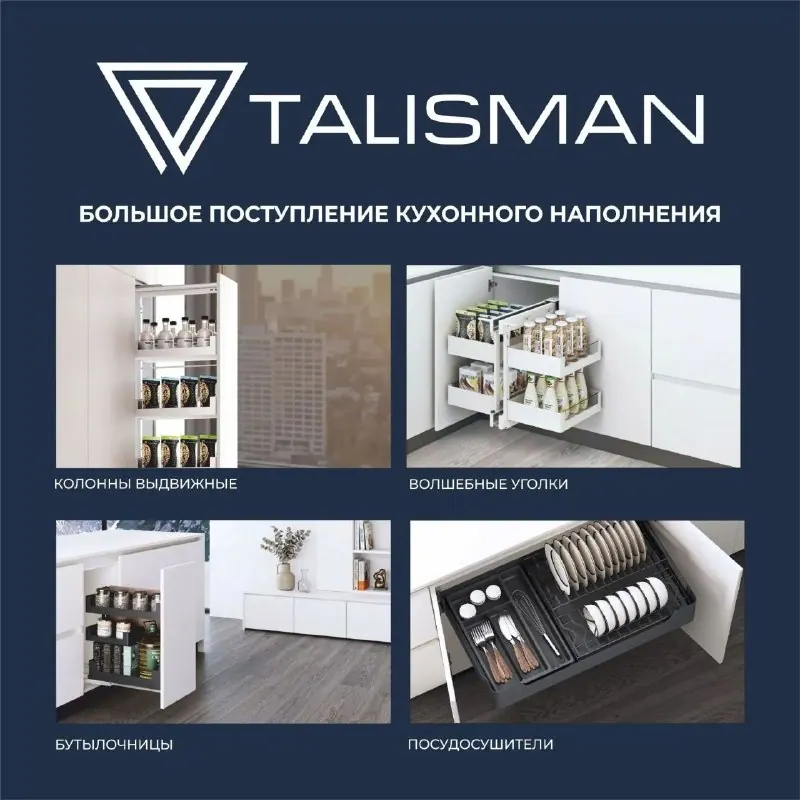 TALISMAN
БОЛЬШОЕ ПОСТУПЛЕНИЕ КУХОННОГО НАПОЛНЕНИЯ
КОЛОННЫ ВЫДВИЖНЫЕ
ВОЛШЕБНЫЕ УГОЛКИ
БУТЫЛОЧНИЦЫ
ПОСУДОСУШИТЕЛИ